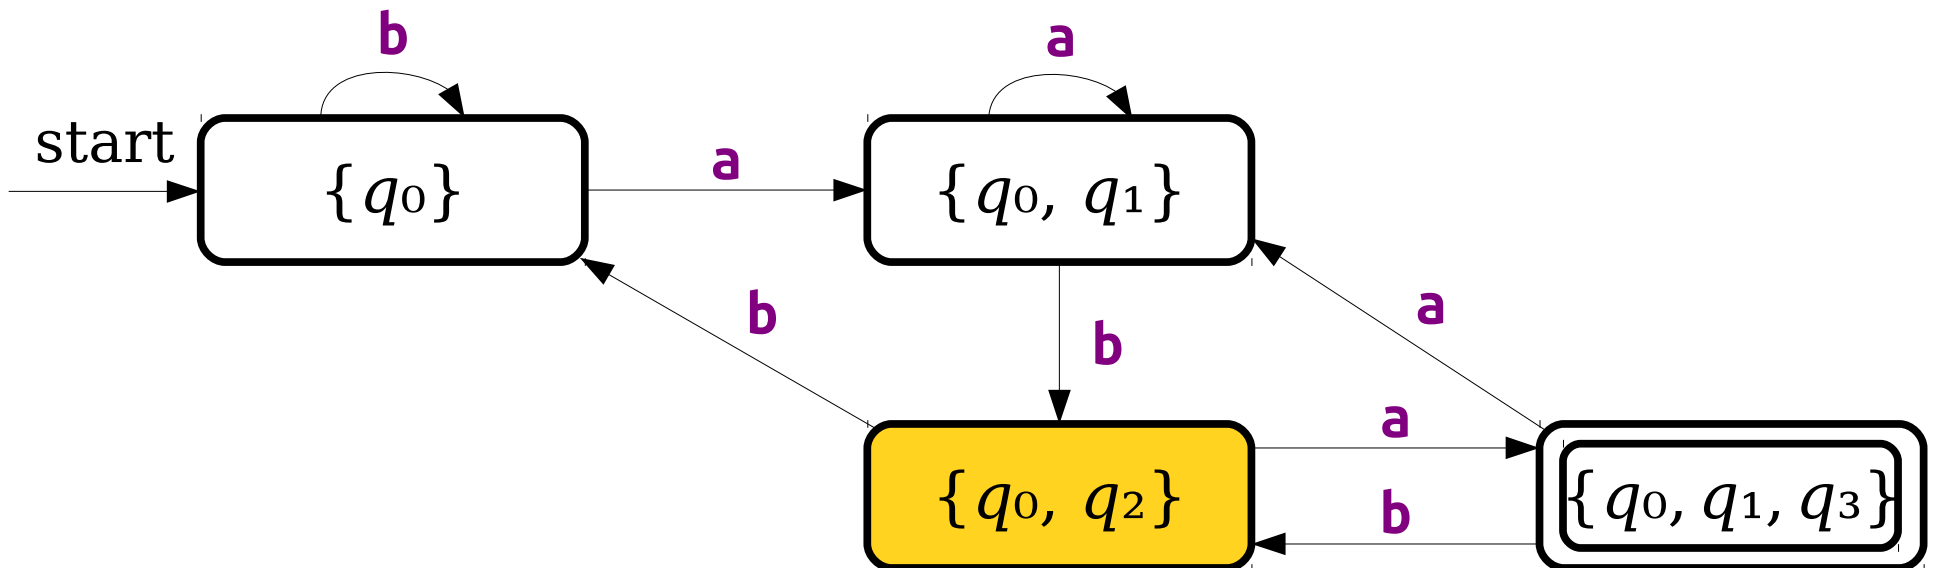 b
a
start
{q₀}
a
{q₀, q₁}
b
b
a
{q₀, q₂}
a
b
{q₀, q₁, q₃}